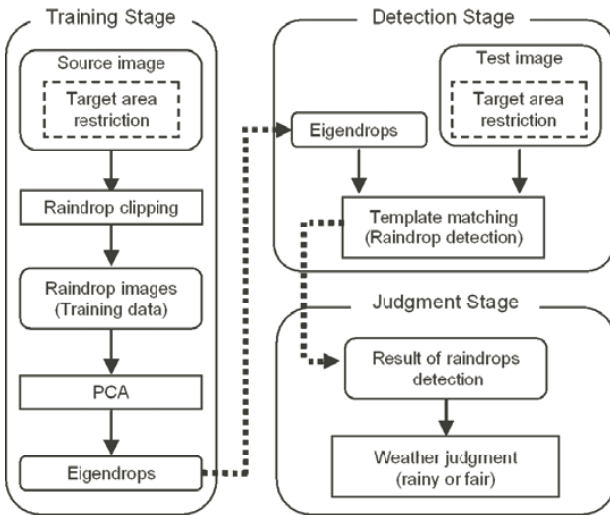 Training Stage
Source image
Target area
restriction
Raindrop clipping
Raindrop images
(Training data)
PCA
Eigendrops
Detection Stage
Test image
Target area
restriction
Eigendrops
Template matching
(Raindrop detection)
Judgment Stage
Result of raindrops
detection
Weather judgment
(rainy or fair)